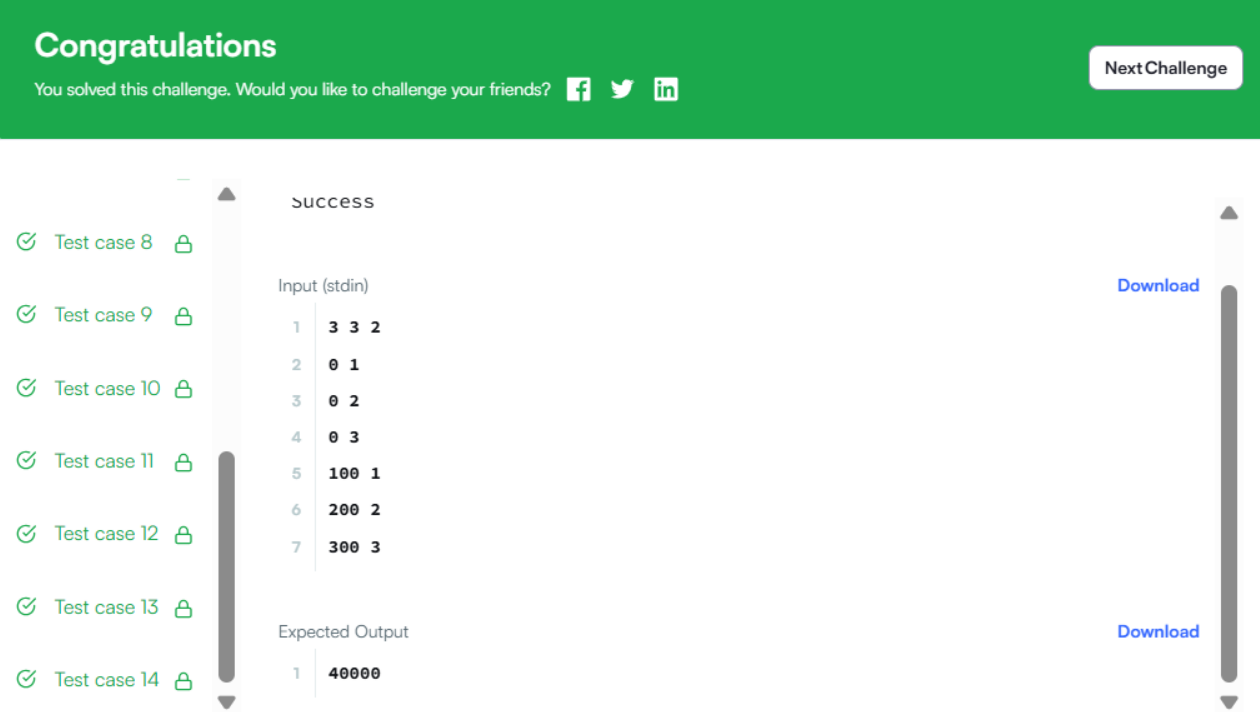 Congratulations
You solved this challenge. Would you like to challenge your friends?
Next Challenge
Test case 8
Test case 9
Test case 10
Test case 11
Test case 12
Test case 13
Test case 14
Success
Input (stdin)
Download
1 3 3 2
2 0 1
3 0 2
4 0 3
5 100 1
6 200 2
7 300 3
Expected Output
Download
1 40000